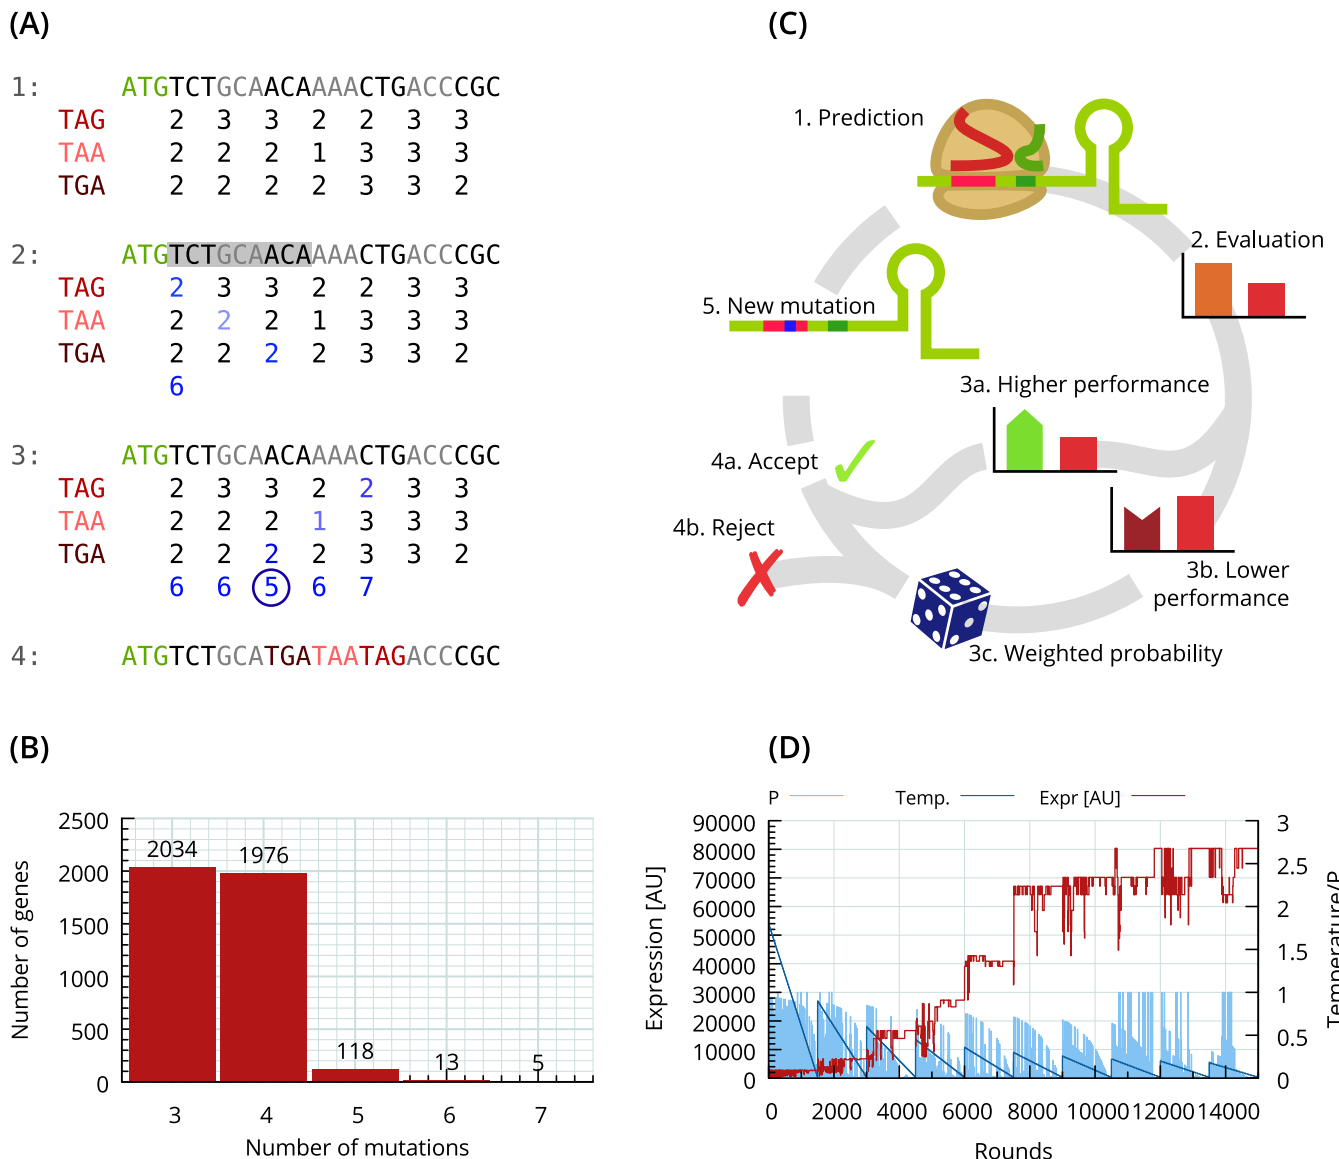 (A)
1: ATGTCTGCAACAAAACTGACCCGC
TAG 2 3 3 2 2 3 3
TAA 2 2 2 1 3 3 3
TGA 2 2 2 2 3 3 2
2: ATGTCTGCAACAAAACTGACCCGC
TAG 2 3 3 2 2 3 3
TAA 2 2 2 1 3 3 3
TGA 2 2 2 2 3 3 2
6
3: ATGTCTGCAACAAAACTGACCCGC
TAG 2 3 3 2 2 3 3
TAA 2 2 2 1 3 3 3
TGA 2 2 2 2 3 3 2
6 6 5 6 7
4: ATGTCTGCATGATAATAGACCCGC
(B)
Number of genes
2500
2000
1500
1000
500
0
2034
1976
118
13
5
3 4 5 6 7
Number of mutations
(C)
1. Prediction
2. Evaluation
5. New mutation
3a. Higher performance
4a. Accept
4b. Reject
3b. Lower
performance
3c. Weighted probability
(D)
P Temp. Expr [AU]
Expression [AU]
90000
80000
70000
60000
50000
40000
30000
20000
10000
0
3
2.5
2
1.5
1
0.5
0
Temperature/P
0 2000 4000 6000 8000 10000 12000 14000
Rounds